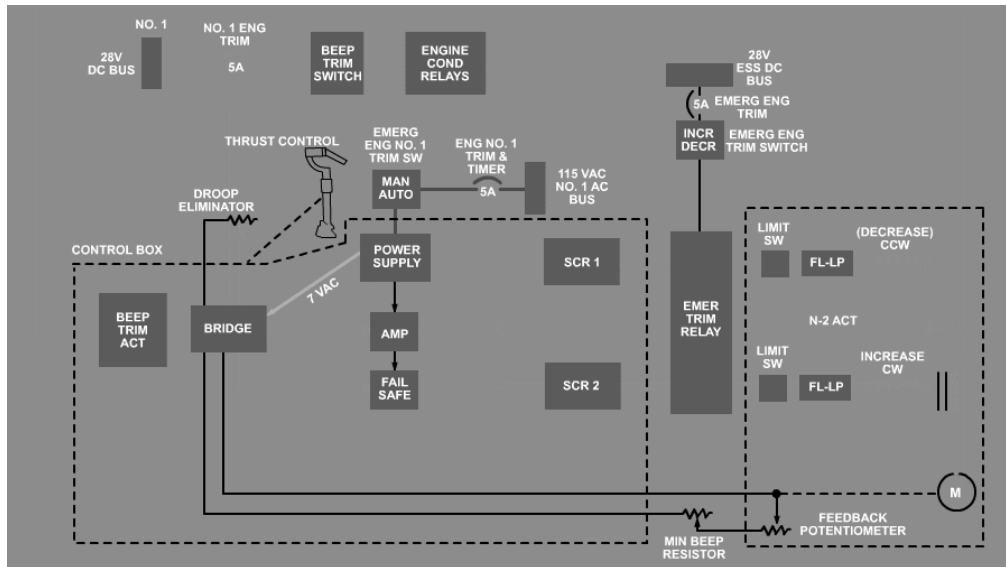 NO. 1
28V
DC BUS
NO. 1 ENG
TRIM
5A
BEEP
TRIM
SWITCH
ENGINE
COND
RELAYS
28V
ESS DC
BUS
5A
EMERG ENG
TRIM
INCR
DECR
EMERG ENG
TRIM SWITCH
THRUST CONTROL
EMERG
ENG NO. 1
TRIM SW
MAN
AUTO
ENG NO. 1
TRIM &
TIMER
5A
115 VAC
NO. 1 AC
BUS
DROOP
ELIMINATOR
CONTROL BOX
POWER
SUPPLY
7 VAC
SCR 1
LIMIT
SW
(DECREASE)
CCW
FL-LP
BEEP
TRIM
ACT
BRIDGE
AMP
EMER
TRIM
RELAY
N-2 ACT
FAIL
SAFE
SCR 2
LIMIT
SW
FL-LP
INCREASE
CW
M
MIN BEEP
RESISTOR
FEEDBACK
POTENTIOMETER